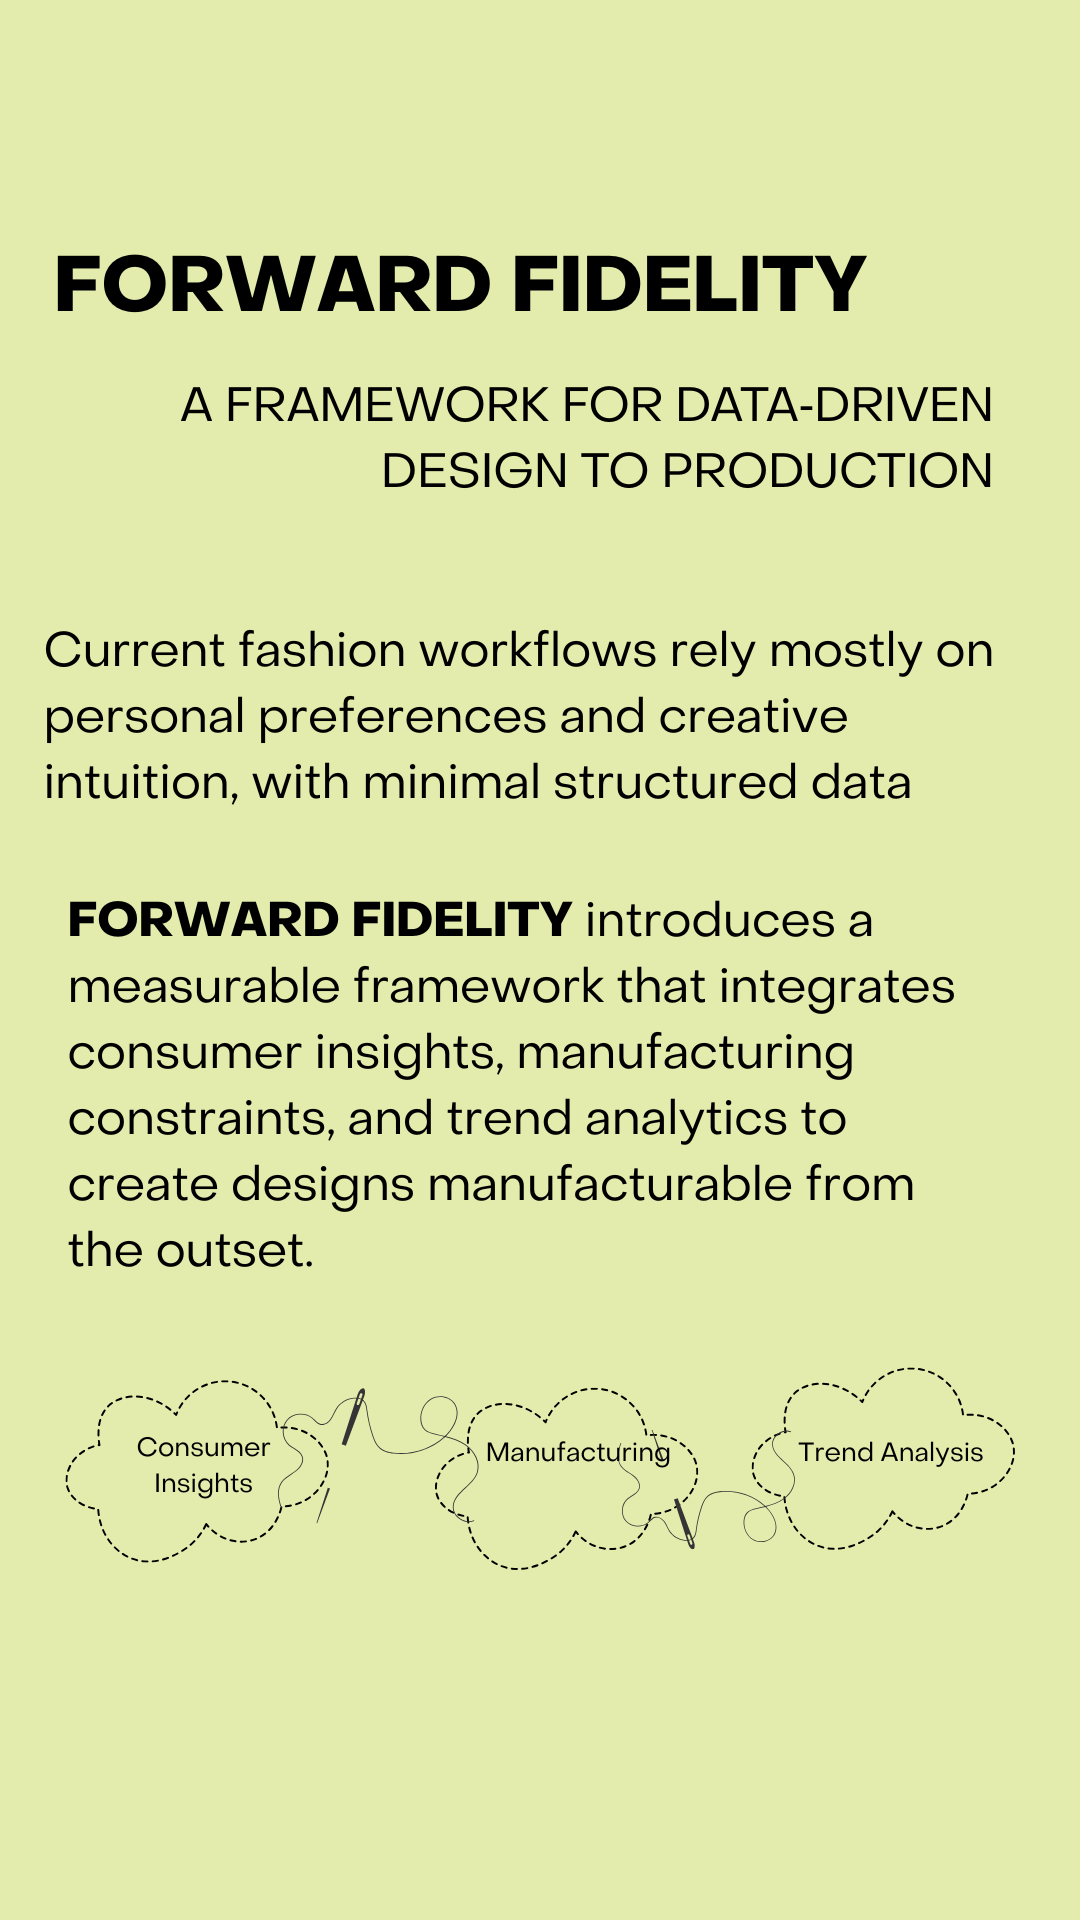 FORWARD FIDELITY
A FRAMEWORK FOR DATA-DRIVEN
DESIGN TO PRODUCTION
Current fashion workflows rely mostly on
personal preferences and creative
intuition, with minimal structured data
FORWARD FIDELITY introduces a
measurable framework that integrates
consumer insights, manufacturing
constraints, and trend analytics to
create designs manufacturable from
the outset.
Consumer
Insights
Manufacturing
Trend Analysis